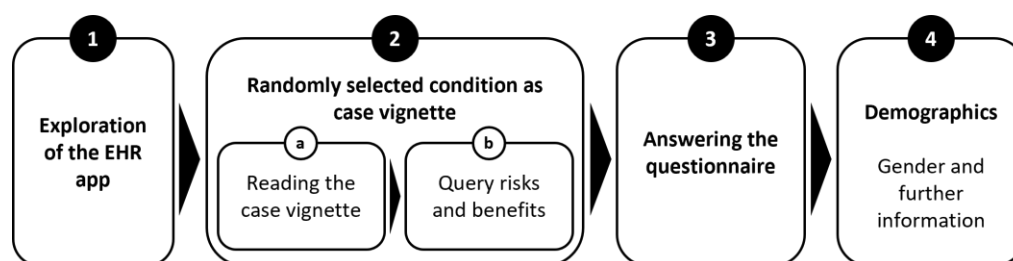 1
Exploration
of the EHR
app
2
Randomly selected condition as
case vignette
a
Reading the
case vignette
b
Query risks
and benefits
3
Answering the
questionnaire
4
Demographics
Gender and
further
information